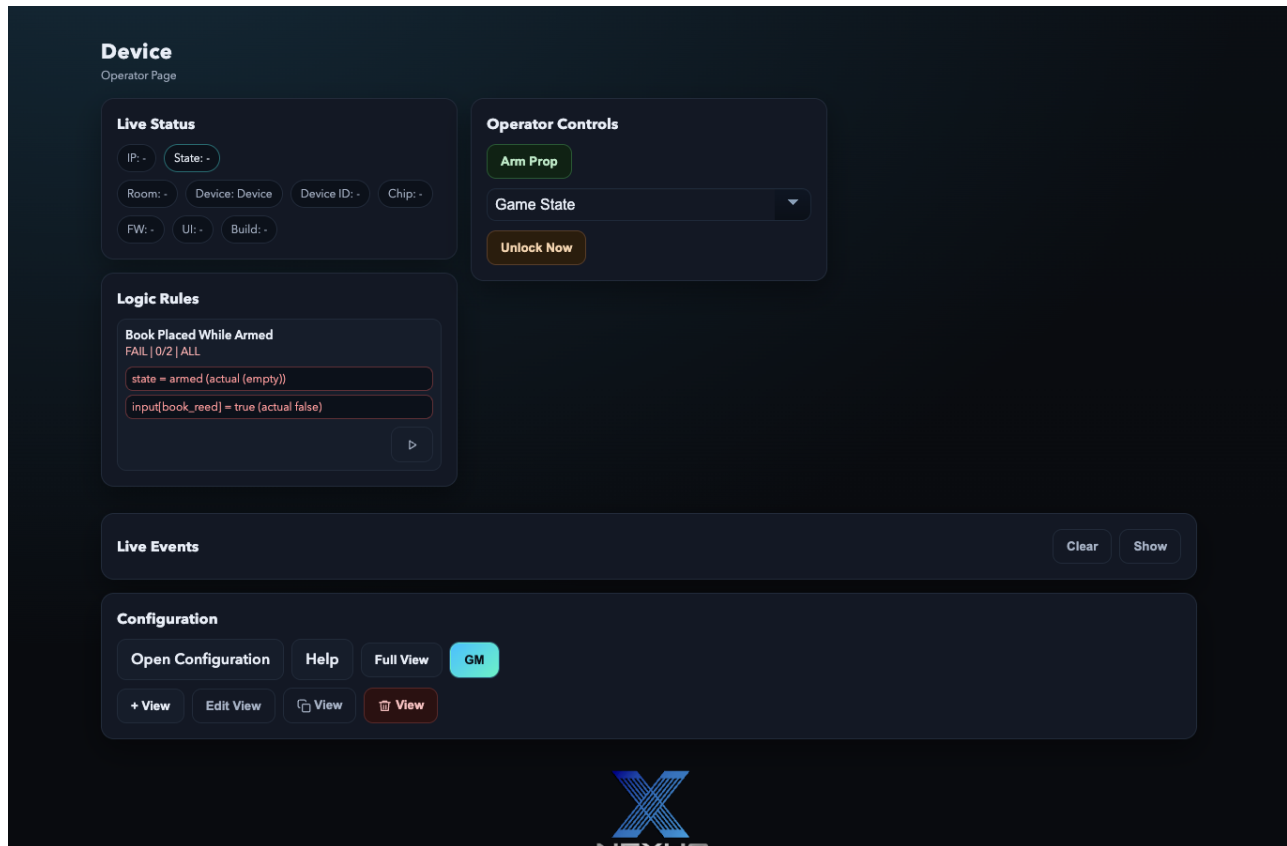 Device
Operator Page
Live Status
IP: -
State: -
Room: -
Device: Device
Device ID: -
Chip: -
FW: -
UI: -
Build: -
Operator Controls
Arm Prop
Game State
Unlock Now
Logic Rules
Book Placed While Armed
FAIL | 0/2 | ALL
state = armed (actual (empty))
input[book_reed] = true (actual false)
Live Events
Clear
Show
Configuration
Open Configuration
Help
Full View
GM
+ View
Edit View
View
View
NEXUS